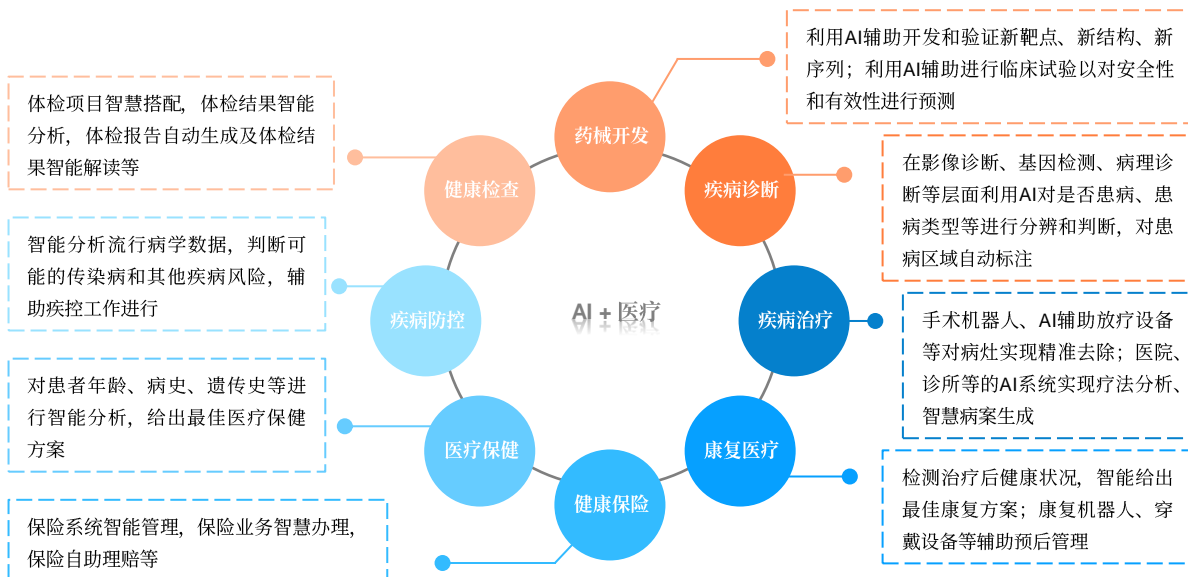 利用AI辅助开发和验证新靶点、新结构、新
序列；利用AI辅助进行临床试验以对安全性
和有效性进行预测
药械开发
体检项目智慧搭配，体检结果智能
分析，体检报告自动生成及体检结
果智能解读等
健康检查
疾病诊断
在影像诊断、基因检测、病理诊
断等层面利用AI对是否患病、患
病类型等进行分辨和判断，对患
病区域自动标注
智能分析流行病学数据，判断可
能的传染病和其他疾病风险，辅
助疾控工作进行
疾病防控
AI + 医疗
疾病治疗
手术机器人、AI辅助放疗设备
等对病灶实现精准去除；医院、
诊所等的AI系统实现疗法分析、
智慧病案生成
对患者年龄、病史、遗传史等进
行智能分析，给出最佳医疗保健
方案
医疗保健
康复医疗
检测治疗后健康状况，智能给出
最佳康复方案；康复机器人、穿
戴设备等辅助预后管理
健康保险
保险系统智能管理，保险业务智慧办理，
保险自助理赔等